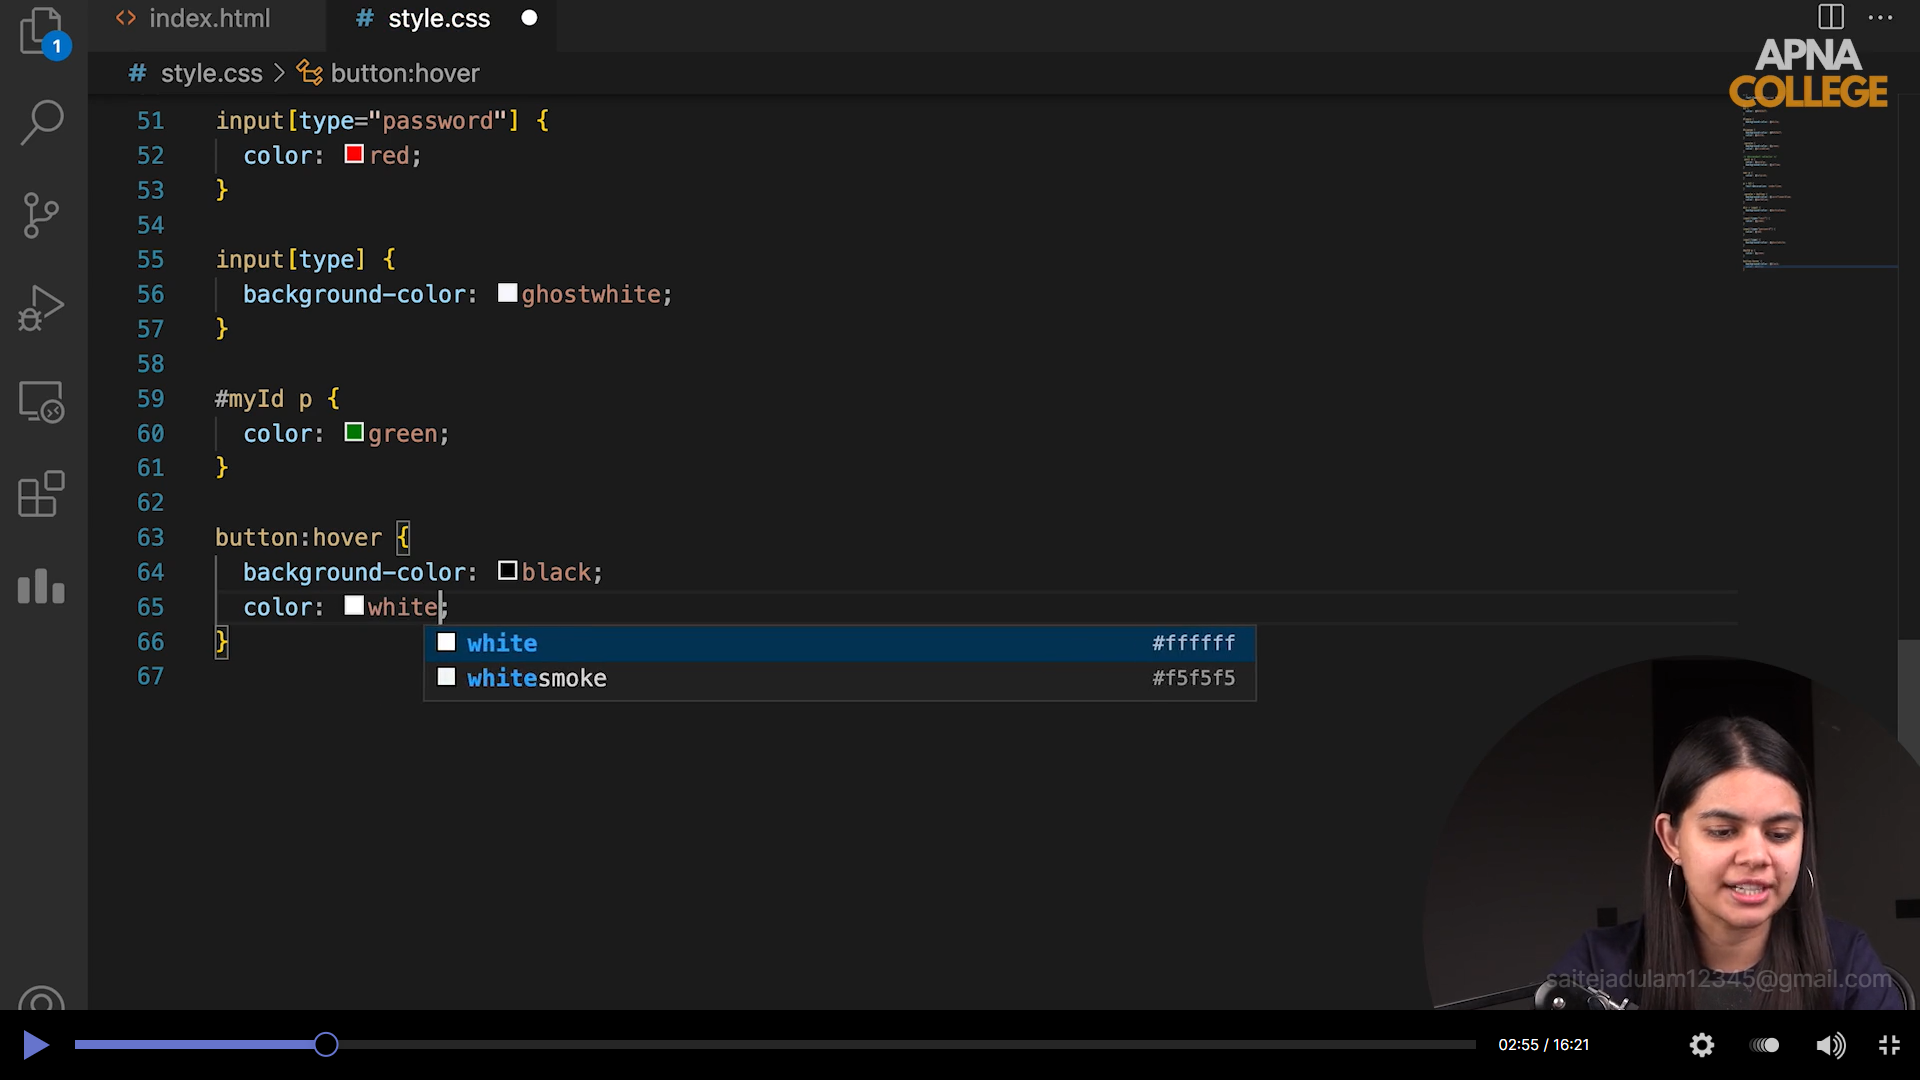 index.html
# style.css
1
APNA
COLLEGE
# style.css > button:hover
51 input[type="password"] {
52 color: red;
53 }
54
55 input[type] {
56 background-color: ghostwhite;
57 }
58
59 #myId p {
60 color: green;
61 }
62
63 button:hover {
64 background-color: black;
65 color: white;
66 }
67
white #ffffff
whitesmoke #f5f5f5
saitejadulam12345@gmail.com
02:55 / 16:21